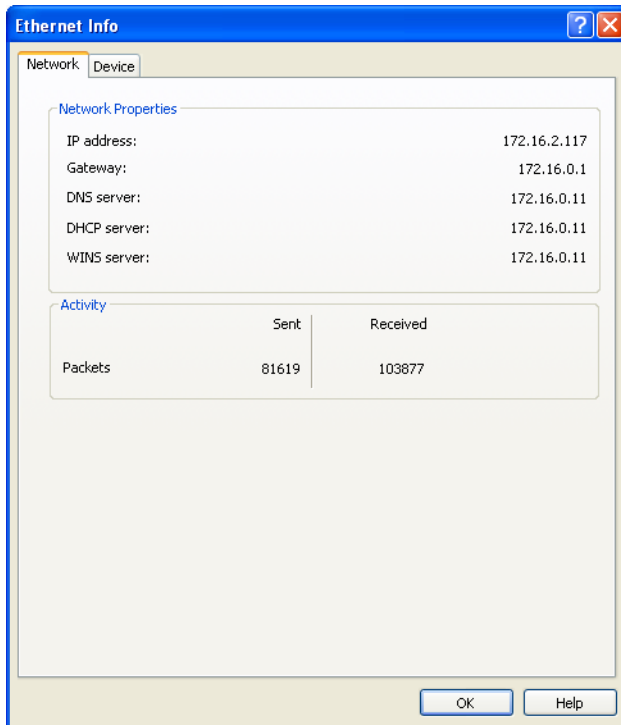 Ethernet Info
Network Device
Network Properties
IP address: 172.16.2.117
Gateway: 172.16.0.1
DNS server: 172.16.0.11
DHCP server: 172.16.0.11
WINS server: 172.16.0.11
Activity
Sent Received
Packets 81619 103877
OK Help